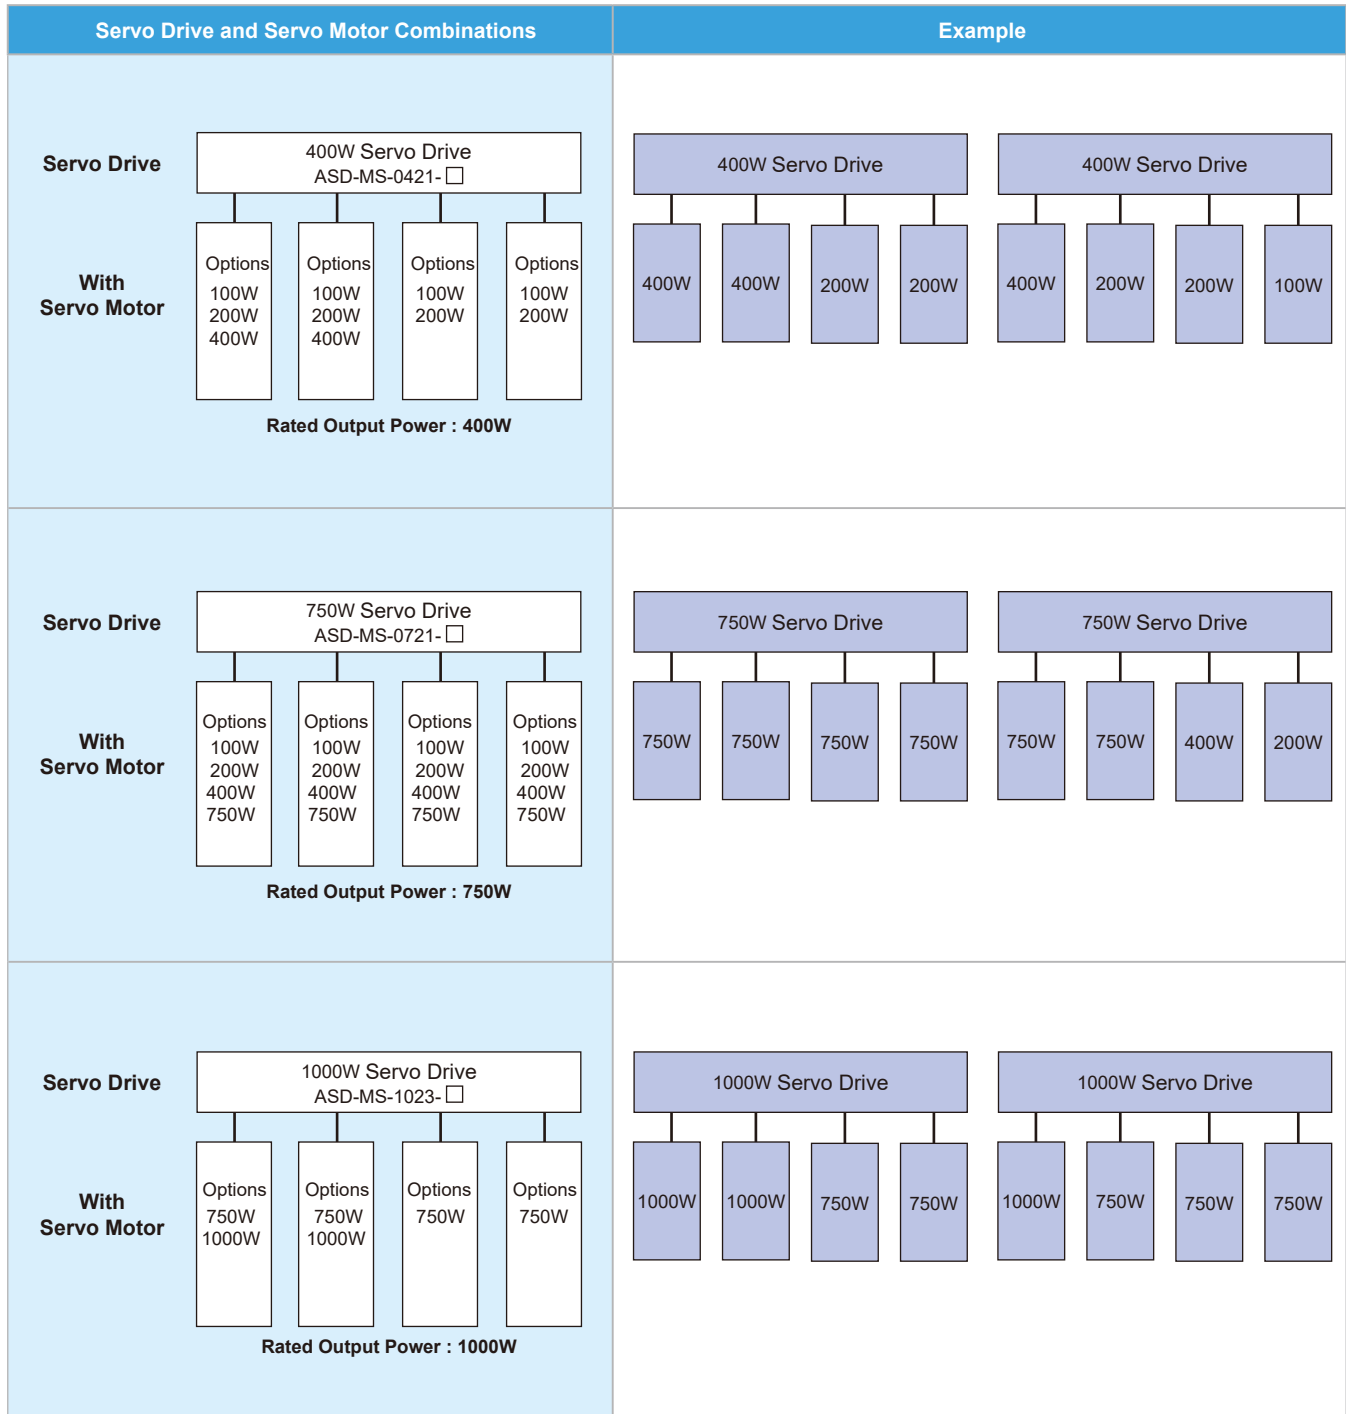 Servo Drive and Servo Motor Combinations
Example
Servo Drive
400W Servo Drive
ASD-MS-0421-□
With
Servo Motor
Options
100W
200W
400W
Options
100W
200W
400W
Options
100W
200W
Options
100W
200W
Rated Output Power : 400W
400W Servo Drive
400W
400W
200W
200W
400W Servo Drive
400W
200W
200W
100W
Servo Drive
750W Servo Drive
ASD-MS-0721-□
With
Servo Motor
Options
100W
200W
400W
750W
Options
100W
200W
400W
750W
Options
100W
200W
400W
750W
Options
100W
200W
400W
750W
Rated Output Power : 750W
750W Servo Drive
750W
750W
750W
750W
750W Servo Drive
750W
750W
400W
200W
Servo Drive
1000W Servo Drive
ASD-MS-1023-□
With
Servo Motor
Options
750W
1000W
Options
750W
1000W
Options
750W
Options
750W
Rated Output Power : 1000W
1000W Servo Drive
1000W
1000W
750W
750W
1000W Servo Drive
1000W
750W
750W
750W